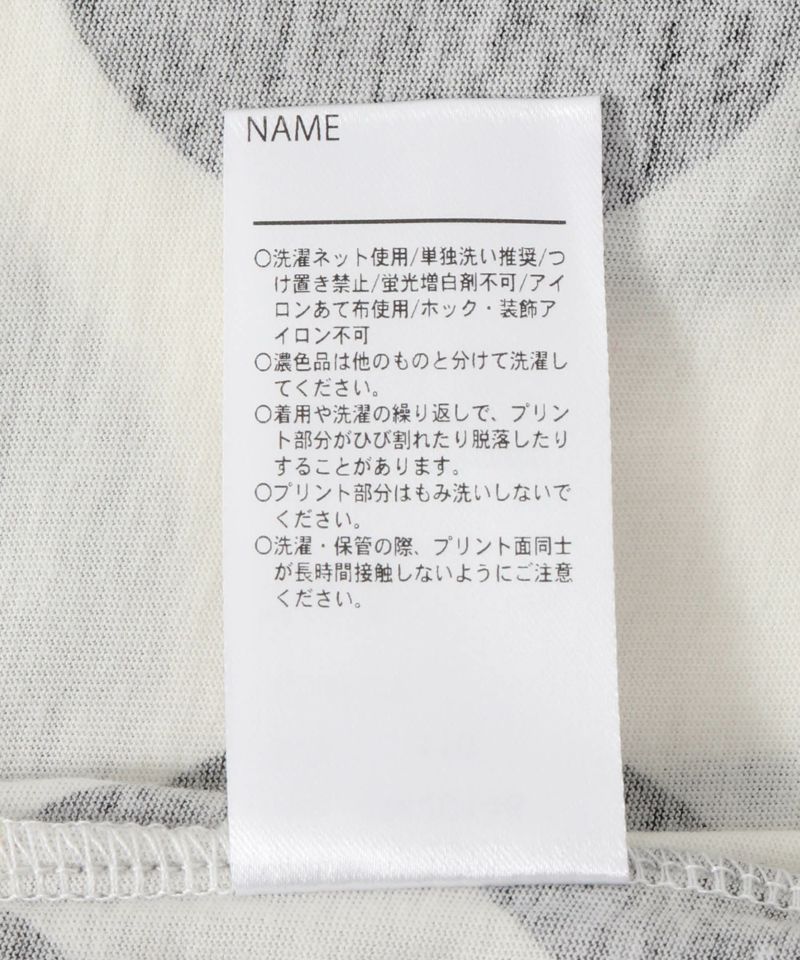 NAME
○洗濯ネット使用/単独洗い推奨/つ
け置き禁止/蛍光増白剤不可/アイ
ロンあて布使用/ホック・装飾ア
イロン不可
○濃色品は他のものと分けて洗濯し
てください。
○着用や洗濯の繰り返しで、プリン
ト部分がひび割れたり脱落したり
することがあります。
○プリント部分はもみ洗いしないで
ください。
○洗濯・保管の際、プリント面同士
が長時間接触しないようにご注意
ください。